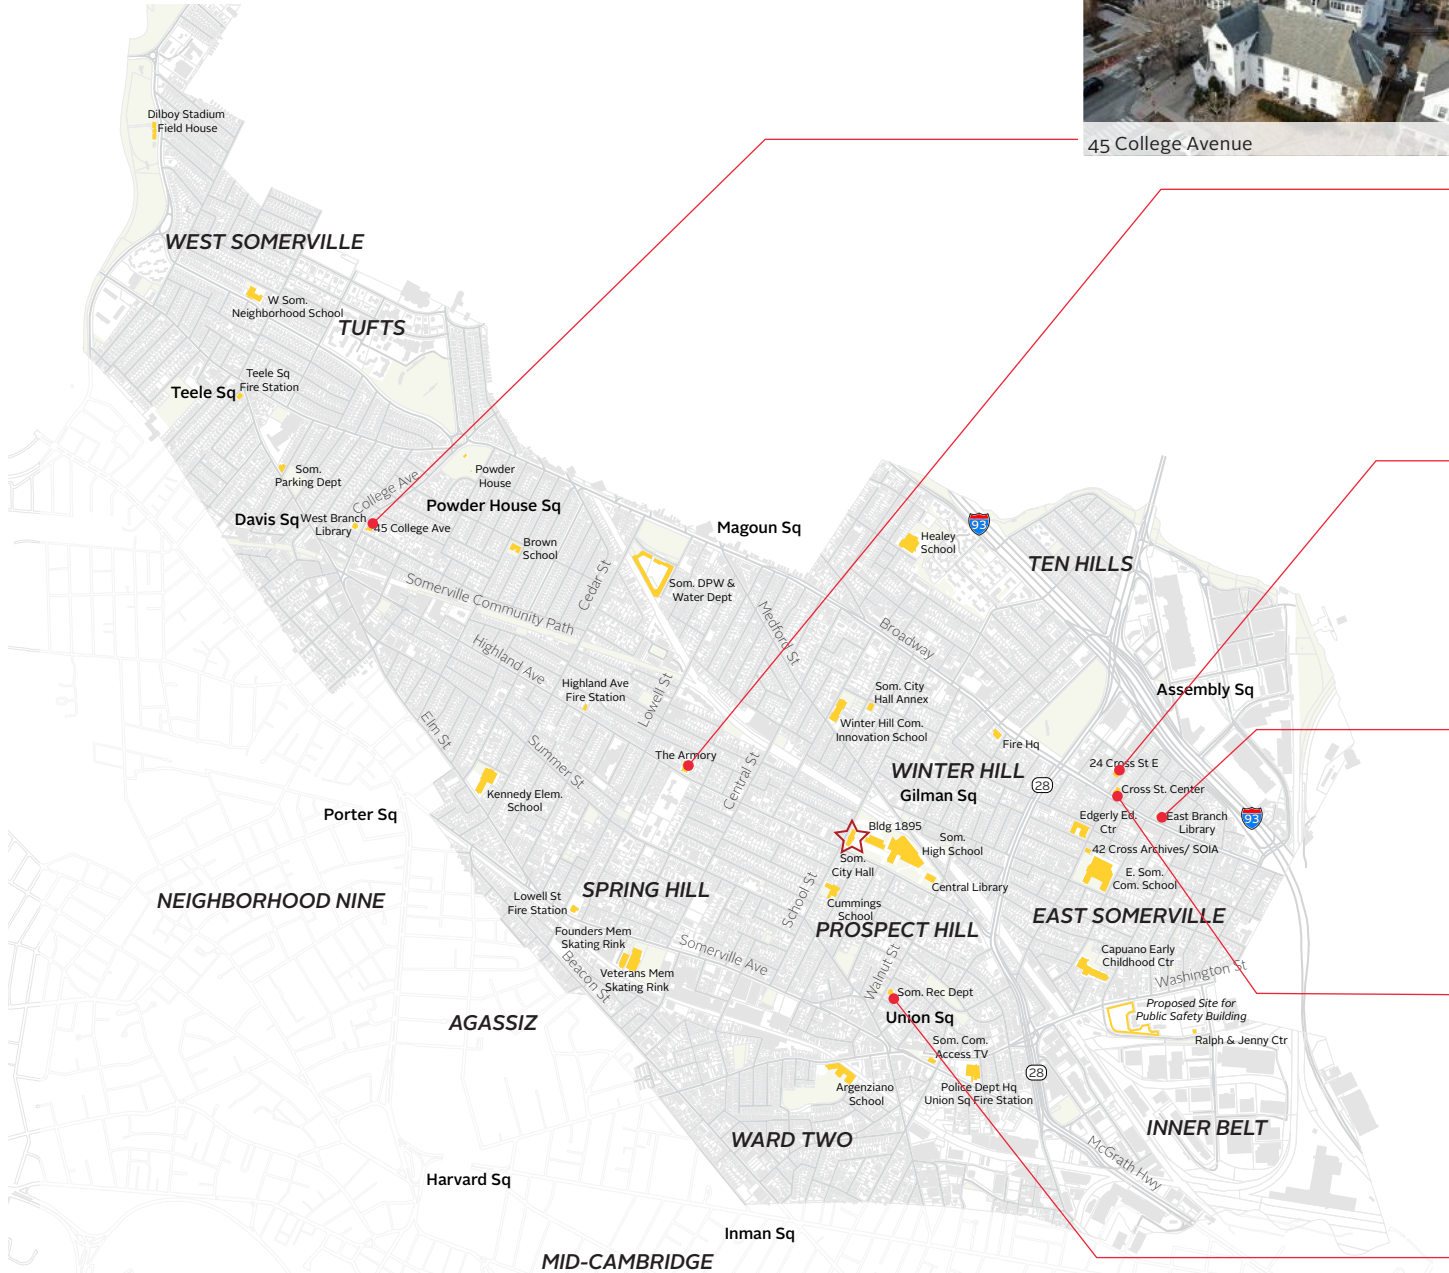 45 College Avenue
Dilboy Stadium
Field House
WEST SOMERVILLE
W Som.
Neighborhood School
TUFTS
Teele Sq
Fire Station
Teele Sq
Som.
Parking Dept
College Ave
Powder
House
Powder House Sq
Davis Sq
West Branch
Library
45 College Ave
Brown
School
Magoun Sq
Healey
School
93
TEN HILLS
Cedar St
Som. DPW &
Water Dept
Somerville Community Path
Medford St
Broadway
Highland Ave
Highland Ave
Fire Station
Lowell St
Som. City
Hall Annex
Winter Hill Com.
Innovation School
Assembly Sq
Elm St
Summer St
The Armory
Central St
Fire Hq
WINTER HILL
Gilman Sq
28
24 Cross St E
Cross St. Center
Kennedy Elem.
School
Porter Sq
Edgerly Ed.
Ctr
East Branch
Library
93
Bldg 1895
Som.
High School
Som.
City Hall
42 Cross Archives/ SOIA
E. Som.
Com. School
Central Library
NEIGHBORHOOD NINE
Lowell St
Fire Station
SPRING HILL
School St
Cummings
School
PROSPECT HILL
EAST SOMERVILLE
Founders Mem
Skating Rink
Somerville Ave
Veterans Mem
Skating Rink
Beacon St
Walnut St
Capuano Early
Childhood Ctr
Washington St
Som. Rec Dept
Union Sq
Proposed Site for
Public Safety Building
AGASSIZ
Som. Com.
Access TV
Ralph & Jenny Ctr
Argenziano
School
Police Dept Hq
Union Sq Fire Station
28
WARD TWO
INNER BELT
McGrath Hwy
Harvard Sq
Inman Sq
MID-CAMBRIDGE